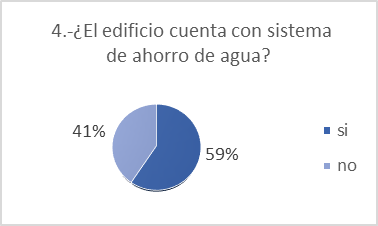 4.-¿El edificio cuenta con sistema
de ahorro de agua?
41%
59%
si
no